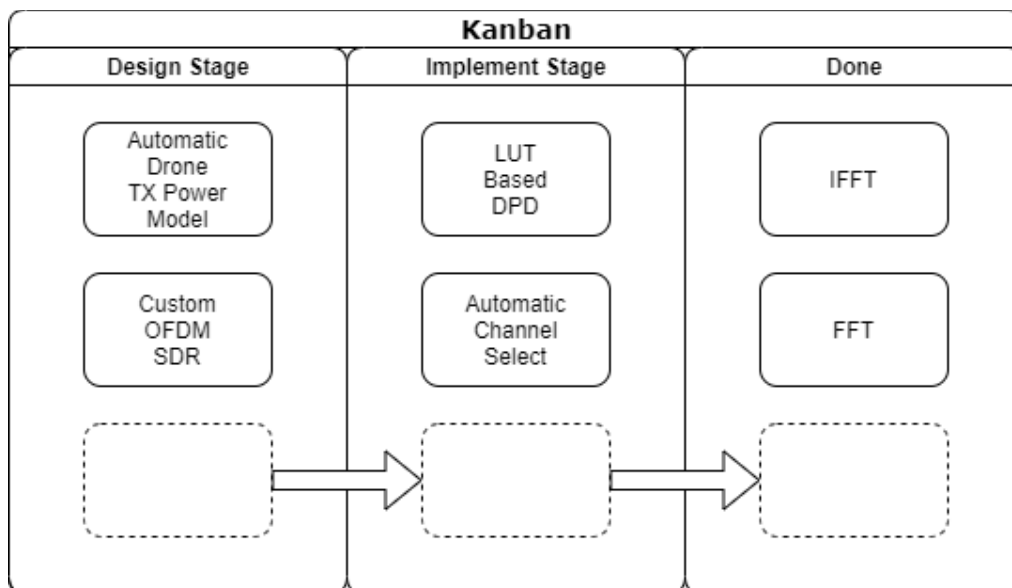 Kanban
Design Stage
Implement Stage
Done
Automatic
Drone
TX Power
Model
LUT
Based
DPD
IFFT
Custom
OFDM
SDR
Automatic
Channel
Select
FFT